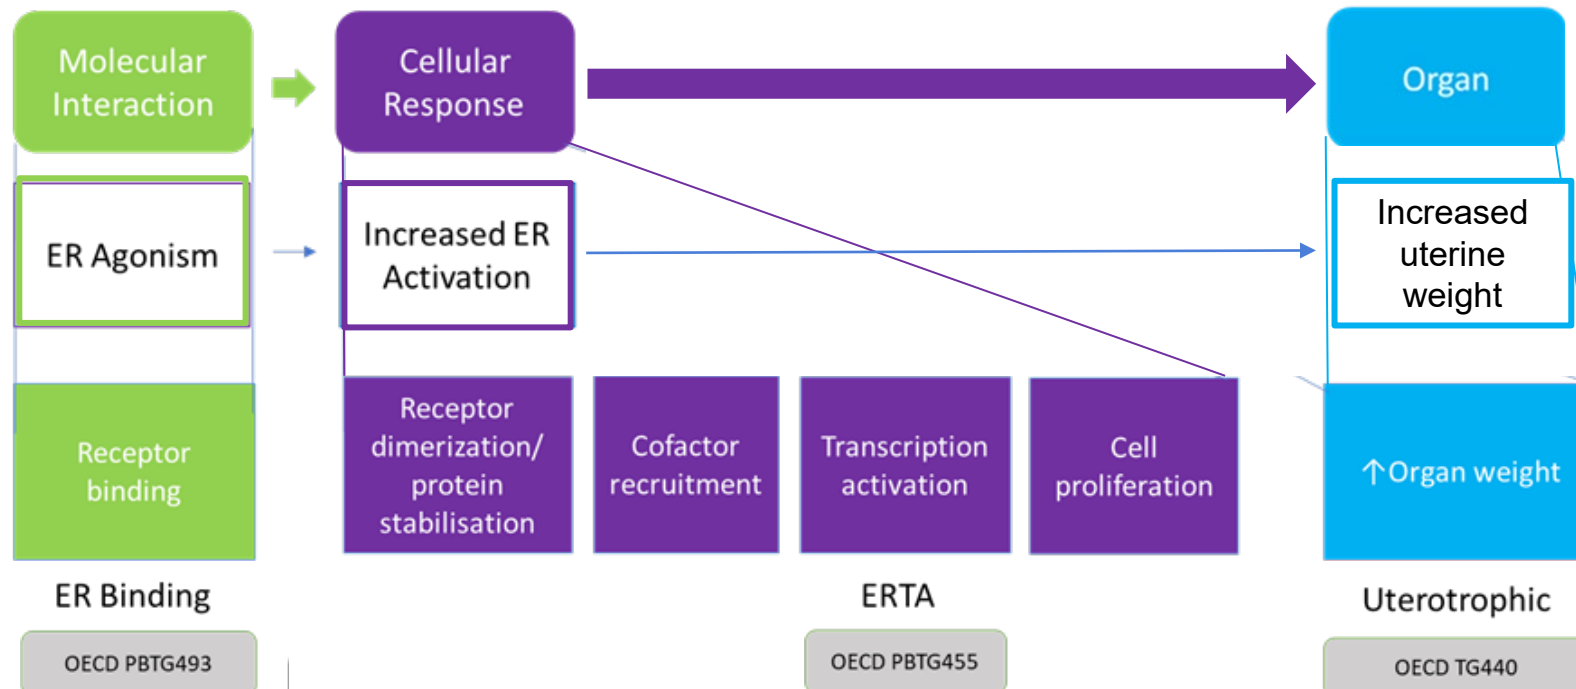 Molecular
Interaction
Cellular
Response
Organ
ER Agonism
Increased ER
Activation
Increased
uterine
weight
Receptor
binding
Receptor
dimerization/
protein
stabilisation
Cofactor
recruitment
Transcription
activation
Cell
proliferation
↑Organ weight
ER Binding
ERTA
Uterotrophic
OECD PBTG493
OECD PBTG455
OECD TG440